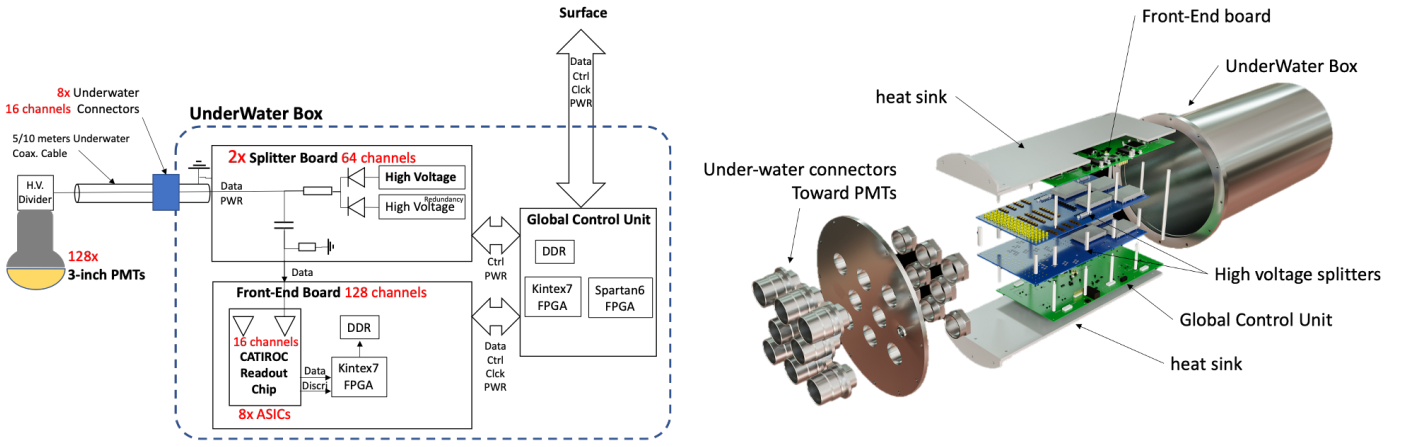 Surface
Data
Ctrl
Clck
PWR
8x Underwater
16 channels Connectors
5/10 meters Underwater
Coax. Cable
H.V.
Divider
128x
3-inch PMTs
UnderWater Box
2x Splitter Board 64 channels
Data
PWR
High Voltage
Redundancy
High Voltage
Ctrl
PWR
Data
Global Control Unit
DDR
Kintex7
FPGA
Spartan6
FPGA
Front-End Board 128 channels
16 channels
CATIROC
Readout
Chip
8x ASICs
Data
Discri.
DDR
Kintex7
FPGA
Data
Ctrl
Clck
PWR
Front-End board
UnderWater Box
heat sink
Under-water connectors
Toward PMTs
High voltage splitters
Global Control Unit
heat sink